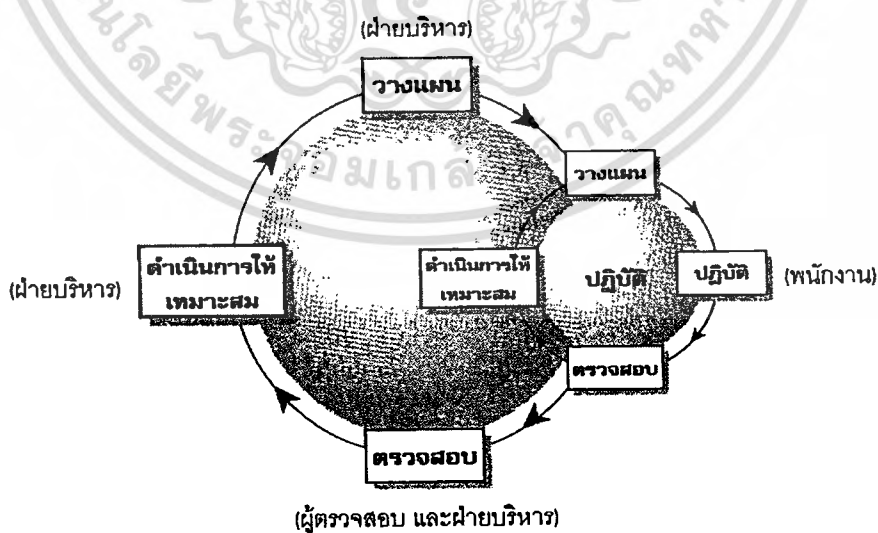 (ฝ่ายบริหาร)
วางแผน
วางแผน
ดำเนินการให้
เหมาะสม
(ฝ่ายบริหาร)
ดำเนินการให้
เหมาะสม
ปฏิบัติ
ปฏิบัติ
(พนักงาน)
ตรวจสอบ
ตรวจสอบ
(ผู้ตรวจสอบ และฝ่ายบริหาร)